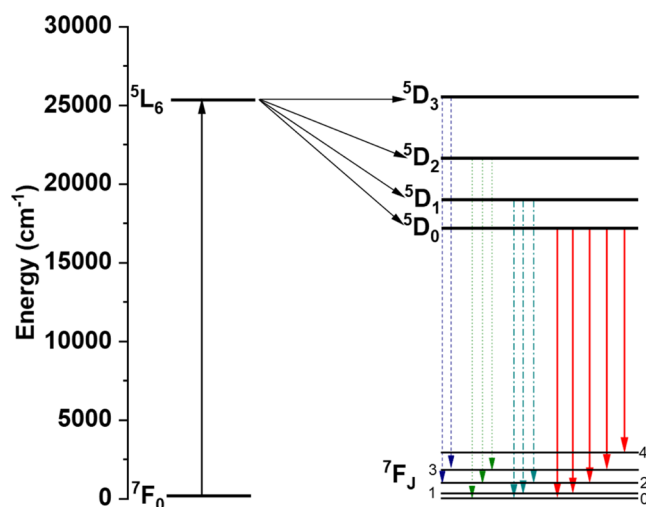 30000
25000
20000
15000
10000
5000
0
Energy (cm⁻¹)
⁵L₆
⁷F₀
⁵D₃
⁵D₂
⁵D₁
⁵D₀
⁷F_J
4
3
2
1
0